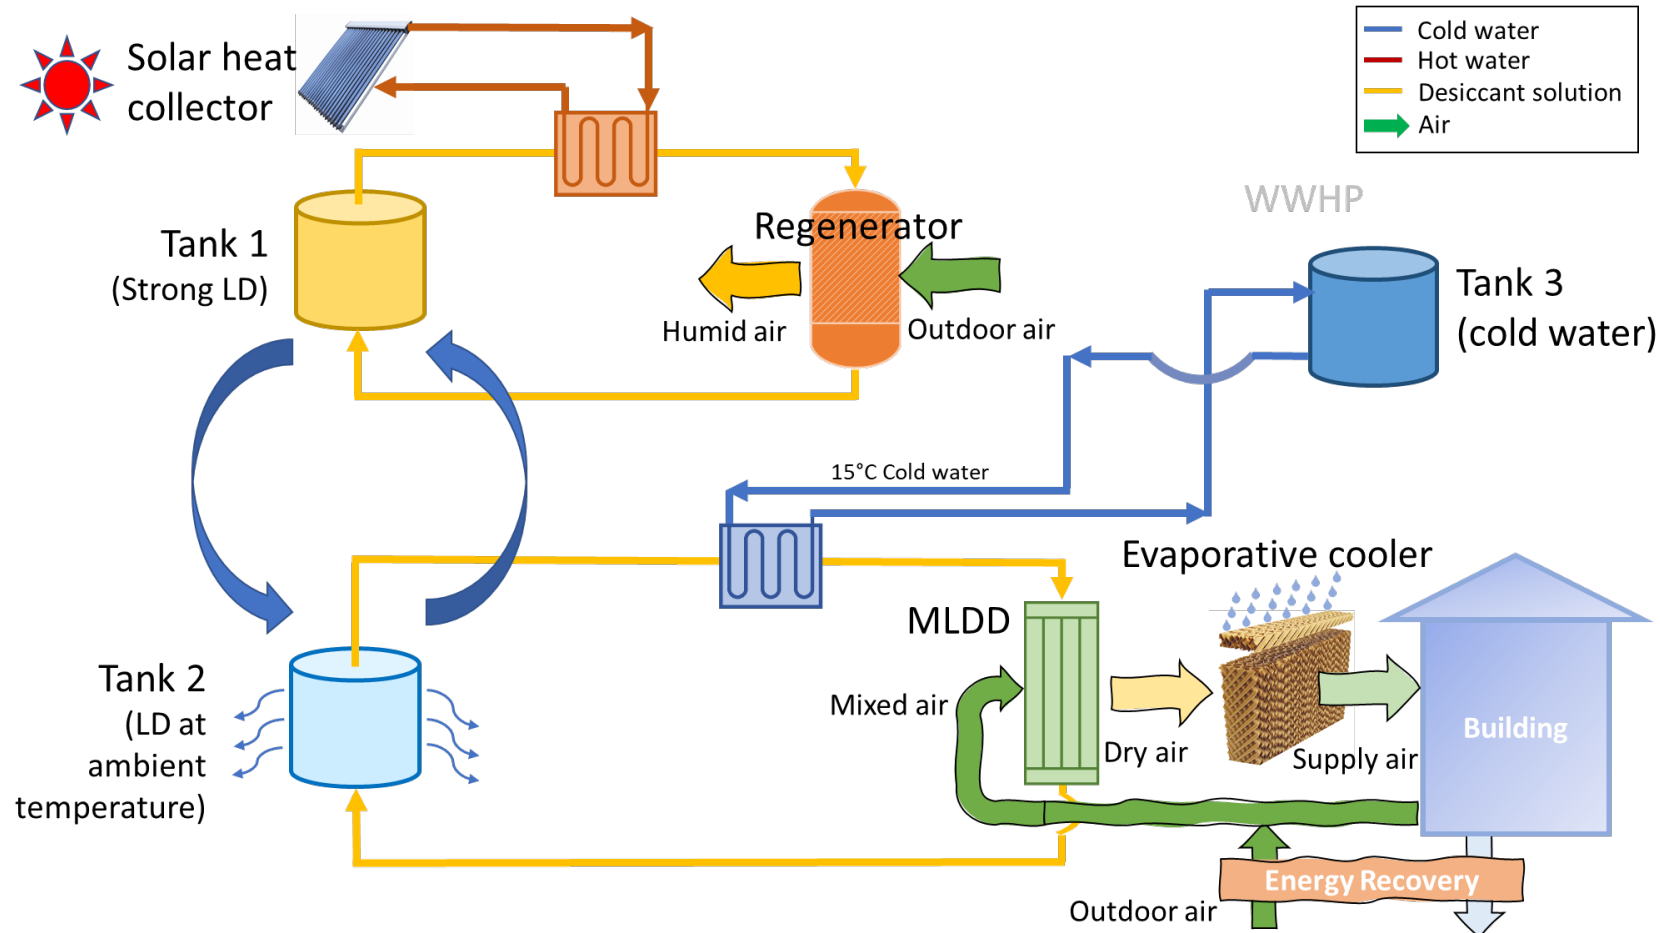 Solar heat
collector
Cold water
Hot water
Desiccant solution
Air
WWHP
Tank 1
(Strong LD)
Regenerator
Humid air
Outdoor air
Tank 3
(cold water)
15°C Cold water
Evaporative cooler
MLDD
Tank 2
(LD at
ambient
temperature)
Mixed air
Dry air
Supply air
Building
Energy Recovery
Outdoor air